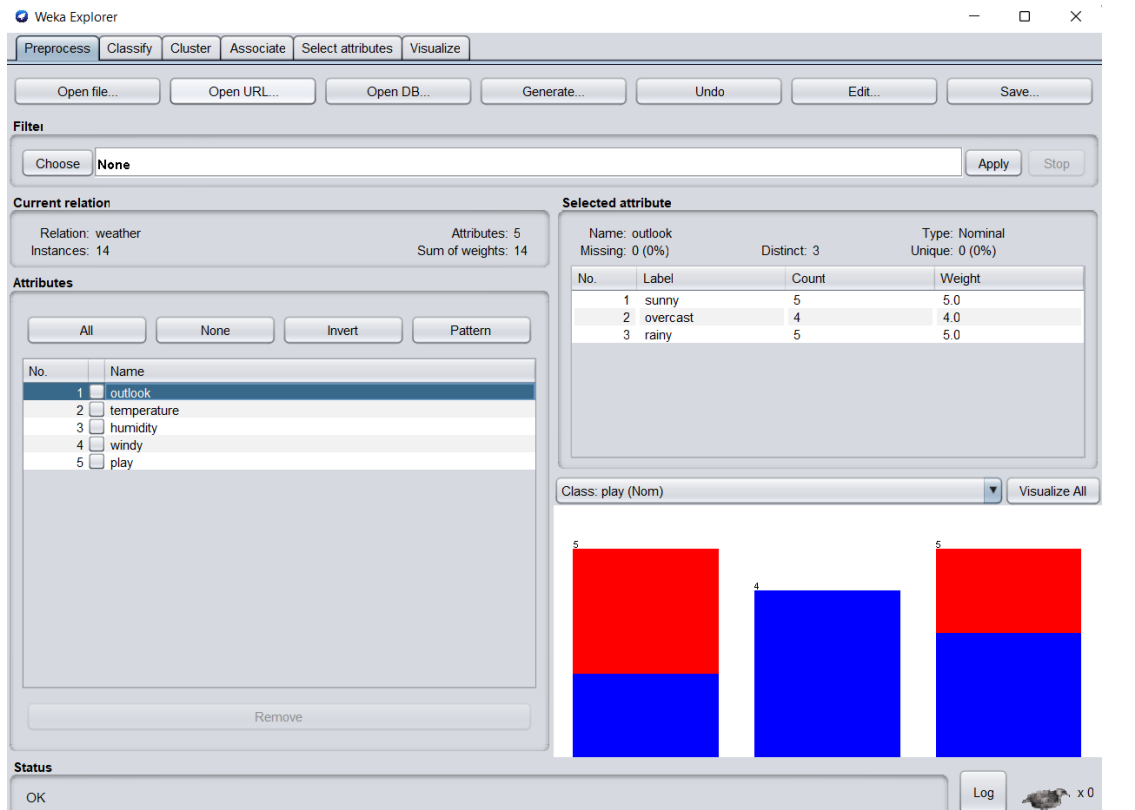 Weka Explorer
Preprocess Classify Cluster Associate Select attributes Visualize
Open file... Open URL... Open DB... Generate... Undo Edit... Save...
Filter
Choose None Apply Stop
Current relation
Relation: weather Attributes: 5
Instances: 14 Sum of weights: 14
Selected attribute
Name: outlook Type: Nominal
Missing: 0 (0%) Distinct: 3 Unique: 0 (0%)
No. Label Count Weight
1 sunny 5 5.0
2 overcast 4 4.0
3 rainy 5 5.0
Attributes
All None Invert Pattern
No. Name
1 outlook
2 temperature
3 humidity
4 windy
5 play
Remove
Class: play (Nom) Visualize All
5 4 5
Status
OK
Log x 0